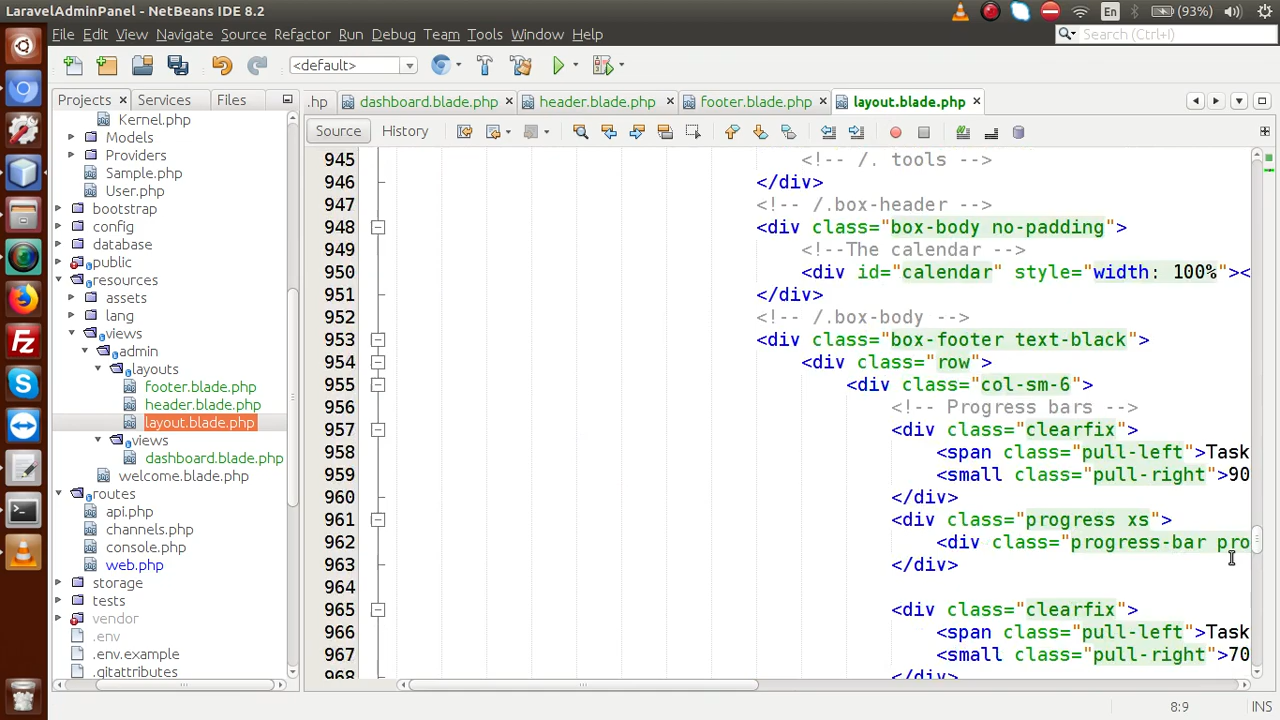 LaravelAdminPanel - NetBeans IDE 8.2
En
(93%)
File Edit View Navigate Source Refactor Run Debug Team Tools Window Help
Search (Ctrl+I)
<default>
Projects Services Files
.hp dashboard.blade.php header.blade.php footer.blade.php layout.blade.php
Source History
Kernel.php
Models
Providers
Sample.php
User.php
bootstrap
config
database
public
resources
assets
lang
views
admin
layouts
footer.blade.php
header.blade.php
layout.blade.php
views
dashboard.blade.php
welcome.blade.php
routes
api.php
channels.php
console.php
web.php
storage
tests
vendor
.env
.env.example
.gitattributes
945 <!-- /. tools -->
946 </div>
947 <!-- /.box-header -->
948 <div class="box-body no-padding">
949 <!--The calendar -->
950 <div id="calendar" style="width: 100%"><
951 </div>
952 <!-- /.box-body -->
953 <div class="box-footer text-black">
954 <div class="row">
955 <div class="col-sm-6">
956 <!-- Progress bars -->
957 <div class="clearfix">
958 <span class="pull-left">Task
959 <small class="pull-right">90
960 </div>
961 <div class="progress xs">
962 <div class="progress-bar pro
963 </div>
964
965 <div class="clearfix">
966 <span class="pull-left">Task
967 <small class="pull-right">70
968 </div>
8:9 INS